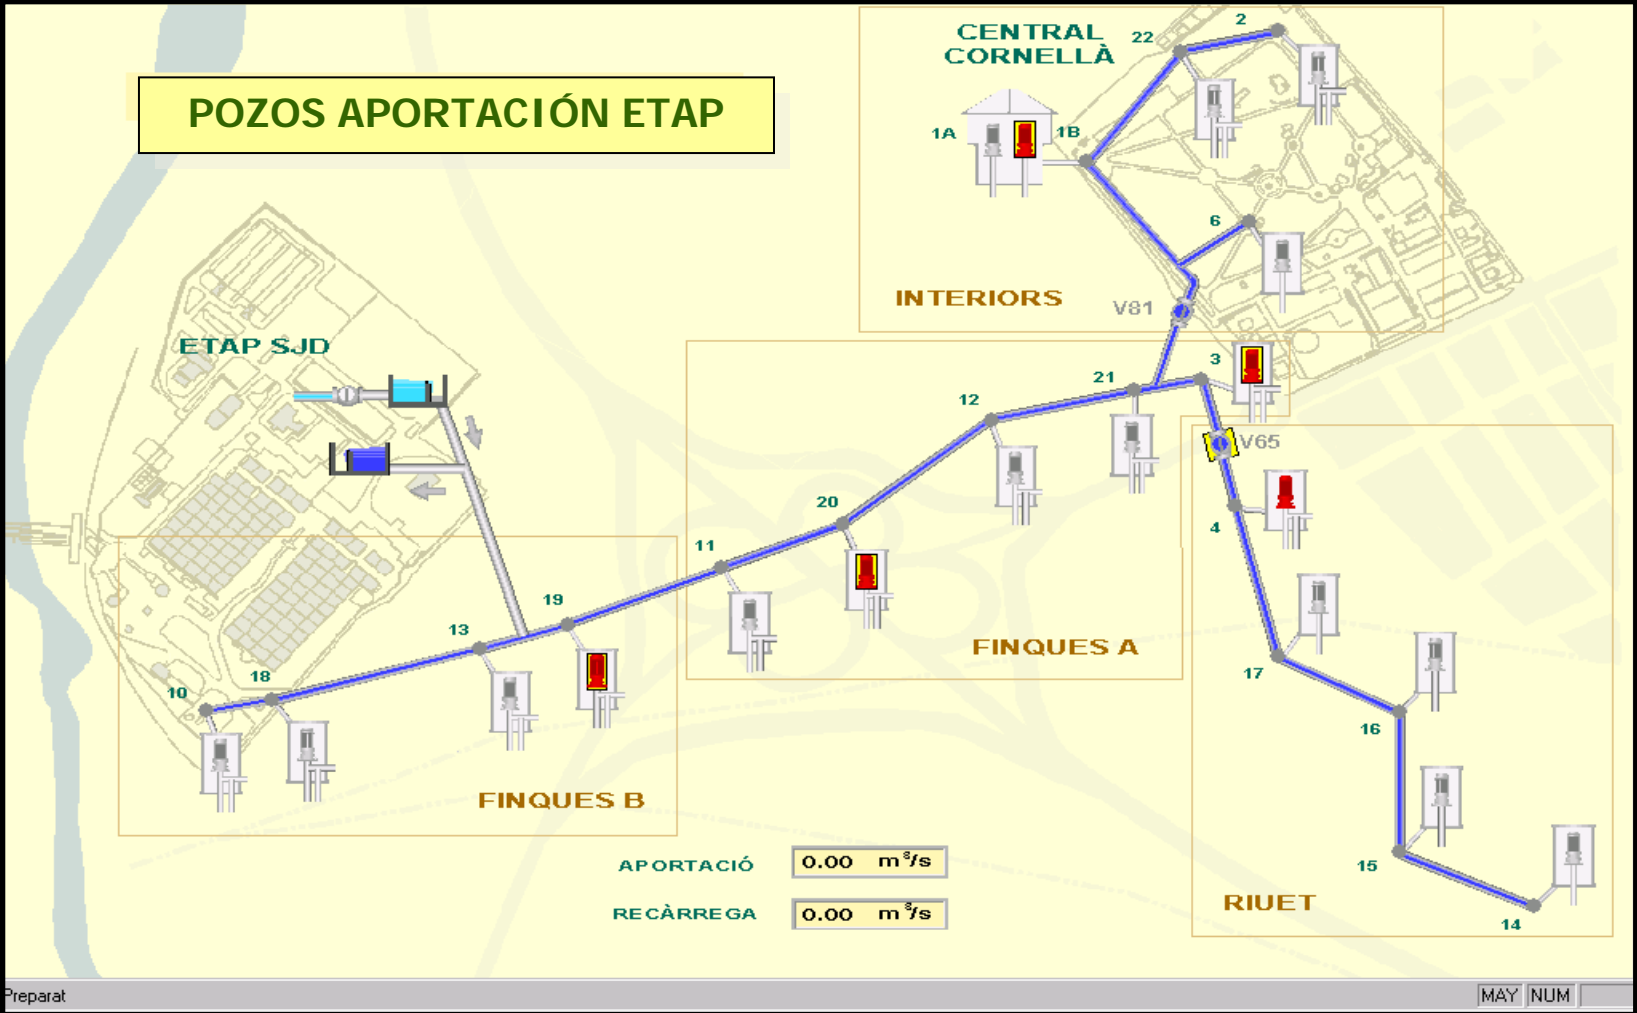 POZOS APORTACIÓN ETAP
CENTRAL
CORNELLÀ
22
2
1A
1B
6
INTERIORS
V81
ETAP SJD
3
21
12
V65
4
20
11
19
13
18
10
FINQUES A
17
16
FINQUES B
APORTACIÓ
0.00 m³/s
RECÀRREGA
0.00 m³/s
15
RIUET
14
Preparat
MAY
NUM